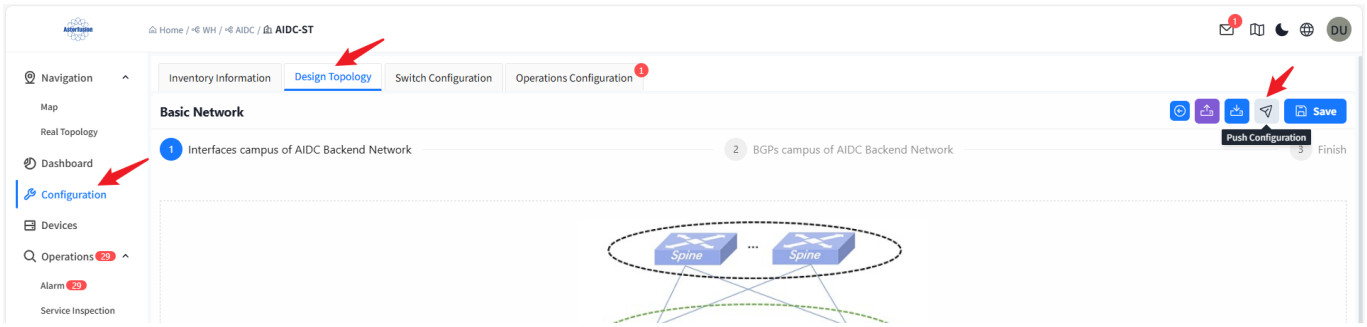 Asterfusion
Home / WH / AIDC / AIDC-ST
1
DU
Navigation
Map
Real Topology
Dashboard
Configuration
Devices
Operations 29
Alarm 29
Service Inspection
Inventory Information
Design Topology
Switch Configuration
Operations Configuration 1
Basic Network
Save
Push Configuration
1 Interfaces campus of AIDC Backend Network
2 BGPs campus of AIDC Backend Network
3 Finish
Spine ... Spine